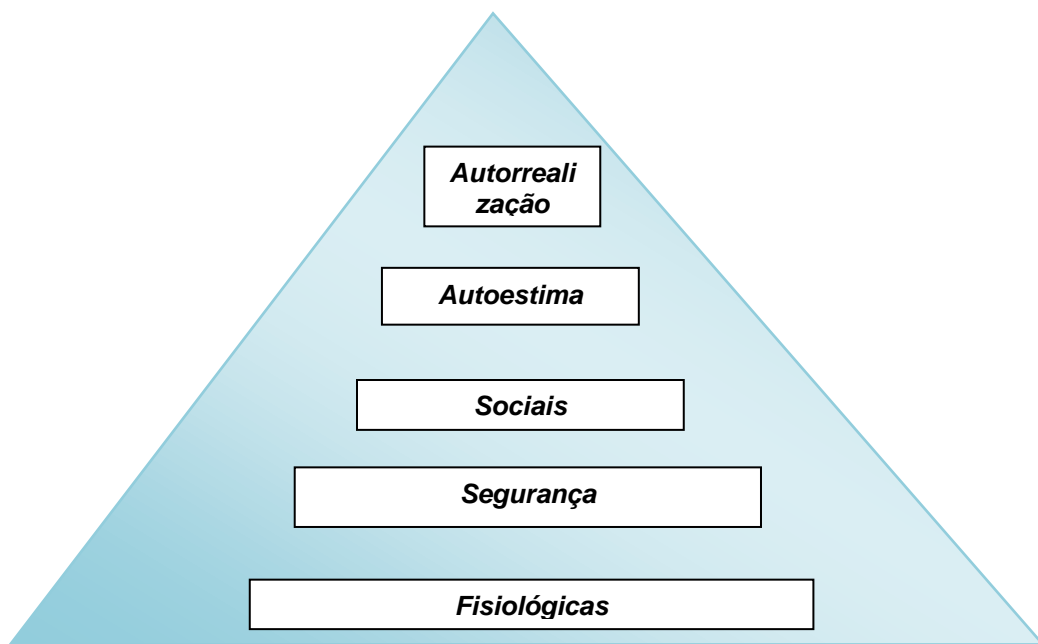 Autorreali
zação
Autoestima
Sociais
Segurança
Fisiológicas